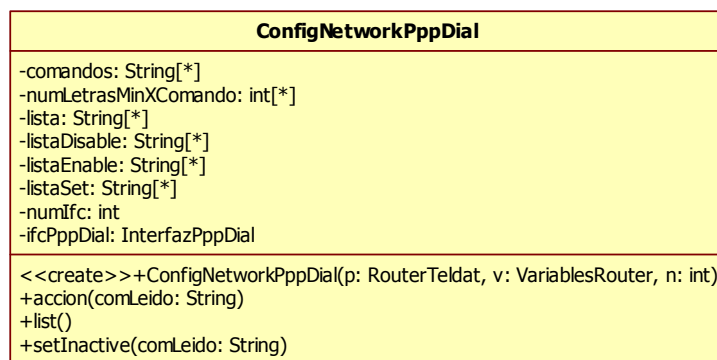 ConfigNetworkPppDial
-comandos: String[*]
-numLetrasMinXComando: int[*]
-lista: String[*]
-listaDisable: String[*]
-listaEnable: String[*]
-listaSet: String[*]
-numIfc: int
-ifcPppDial: InterfazPppDial
<<create>>+ConfigNetworkPppDial(p: RouterTeldat, v: VariablesRouter, n: int)
+accion(comLeido: String)
+list()
+setInactive(comLeido: String)